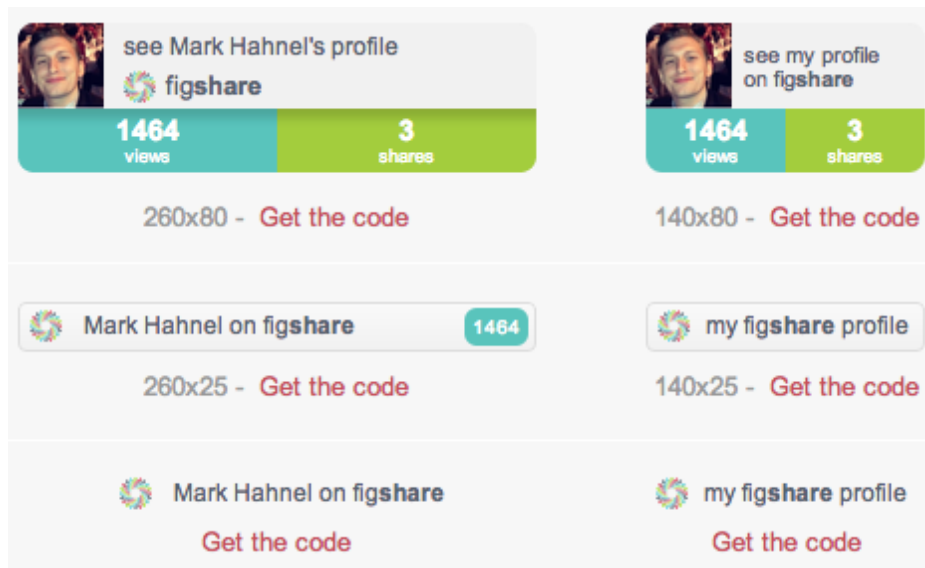 see Mark Hahnel's profile
figshare
1464
views
3
shares
260x80 - Get the code
see my profile
on figshare
1464
views
3
shares
140x80 - Get the code
Mark Hahnel on figshare 1464
260x25 - Get the code
my figshare profile
140x25 - Get the code
Mark Hahnel on figshare
Get the code
my figshare profile
Get the code